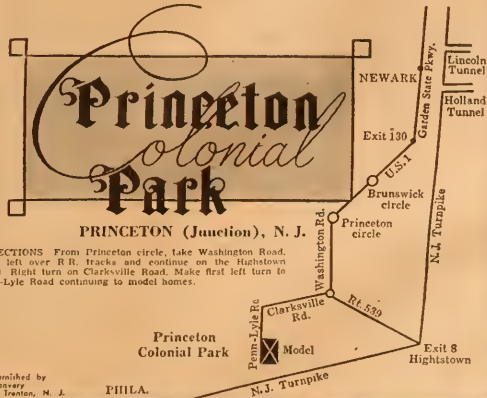 Princeton
Colonial
Park
PRINCETON (Junction), N. J.
ECTIONS From Princeton circle, take Washington Road,
left over R.R. tracks and continue on the Hightstown
Right turn on Clarksville Road. Make first left turn to
-Lyle Road continuing to model homes.
urnished by
Trenton, N. J.
PHILA.
NEWARK
Garden State Pkwy.
Lincoln
Tunnel
Holland
Tunnel
Exit 130
U.S. 1
Brunswick
circle
Princeton
circle
Washington Rd.
N.J. Turnpike
Clarksville
Rd.
Rt. 539
Penn-Lyle Rd
Princeton
Colonial Park
Model
Exit 8
Hightstown
N.J. Turnpike